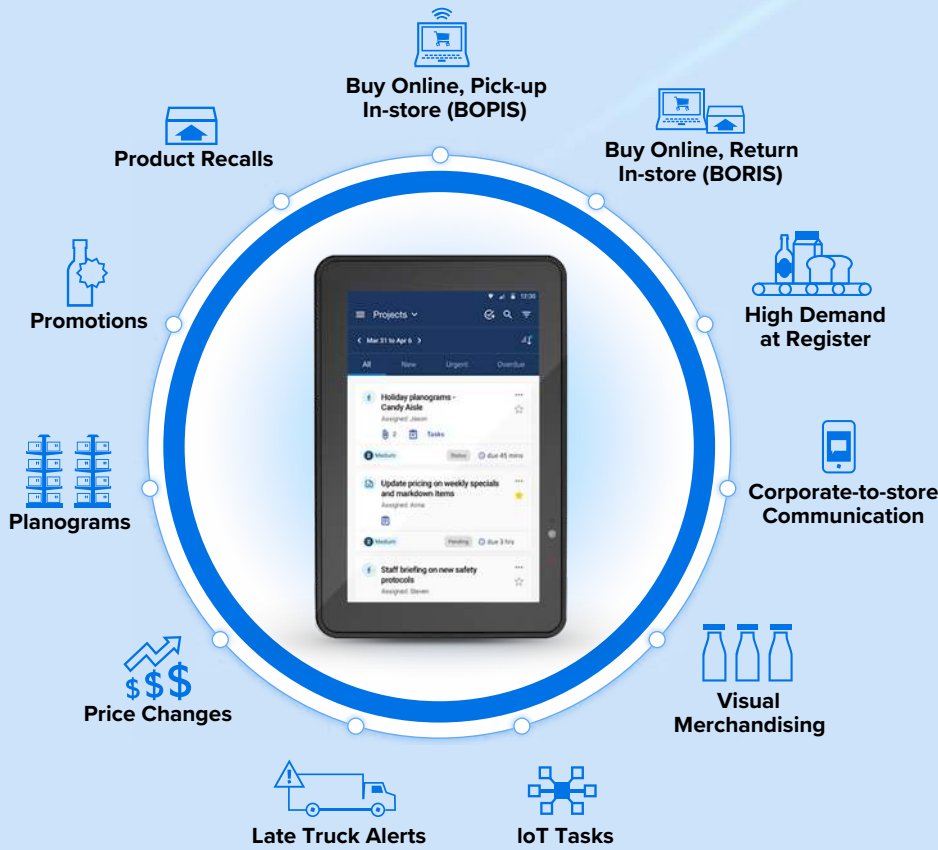 Buy Online, Pick-up
In-store (BOPIS)
Buy Online, Return
In-store (BORIS)
Product Recalls
High Demand
at Register
Promotions
Corporate-to-store
Communication
Planograms
Visual
Merchandising
$$$
Price Changes
Late Truck Alerts
IoT Tasks
12:30
Projects
Mar 31 to Apr 6
All New Urgent Overdue
Holiday planograms -
Candy Aisle
Assigned: Jason
2 Tasks
Medium Status due 45 mins
Update pricing on weekly specials
and markdown items
Assigned: Anna
Medium Pending due 3 hrs
Staff briefing on new safety
protocols
Assigned: Steven